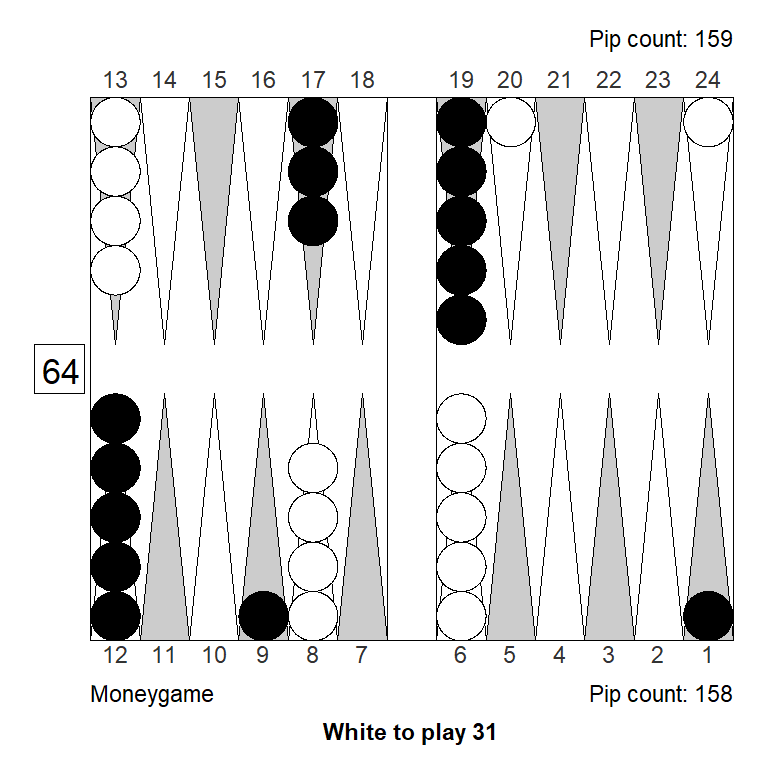 Pip count: 159
13 14 15 16 17 18 19 20 21 22 23 24
64
12 11 10 9 8 7 6 5 4 3 2 1
Moneygame Pip count: 158
White to play 31